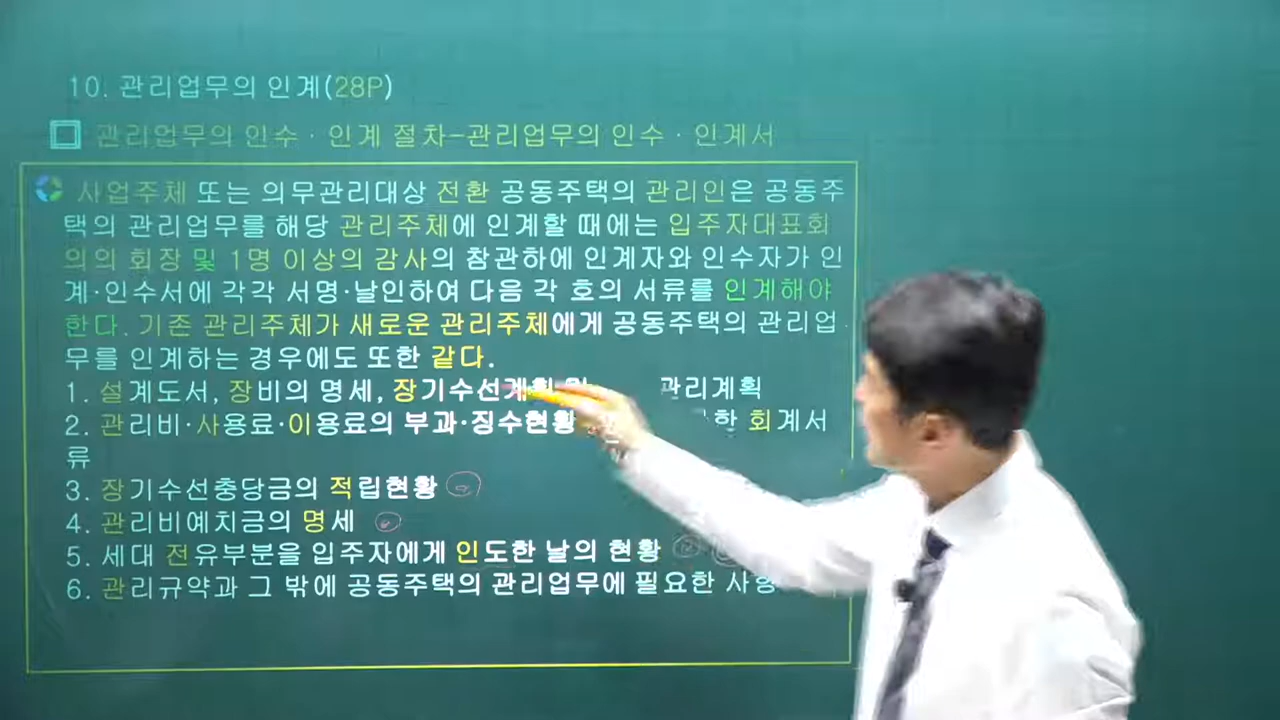 10. 관리업무의 인계(28P)
관리업무의 인수·인계 절차-관리업무의 인수·인계서
사업주체 또는 의무관리대상 전환 공동주택의 관리인은 공동주
택의 관리업무를 해당 관리주체에 인계할 때에는 입주자대표회
의의 회장 및 1명 이상의 감사의 참관하에 인계자와 인수자가 인
계·인수서에 각각 서명·날인하여 다음 각 호의 서류를 인계해야
한다. 기존 관리주체가 새로운 관리주체에게 공동주택의 관리업
무를 인계하는 경우에도 또한 같다.
1. 설계도서, 장비의 명세, 장기수선계획 및 관리계획
2. 관리비·사용료·이용료의 부과·징수현황 한 회계서
류
3. 장기수선충당금의 적립현황
4. 관리비예치금의 명세
5. 세대 전유부분을 입주자에게 인도한 날의 현황
6. 관리규약과 그 밖에 공동주택의 관리업무에 필요한 사항